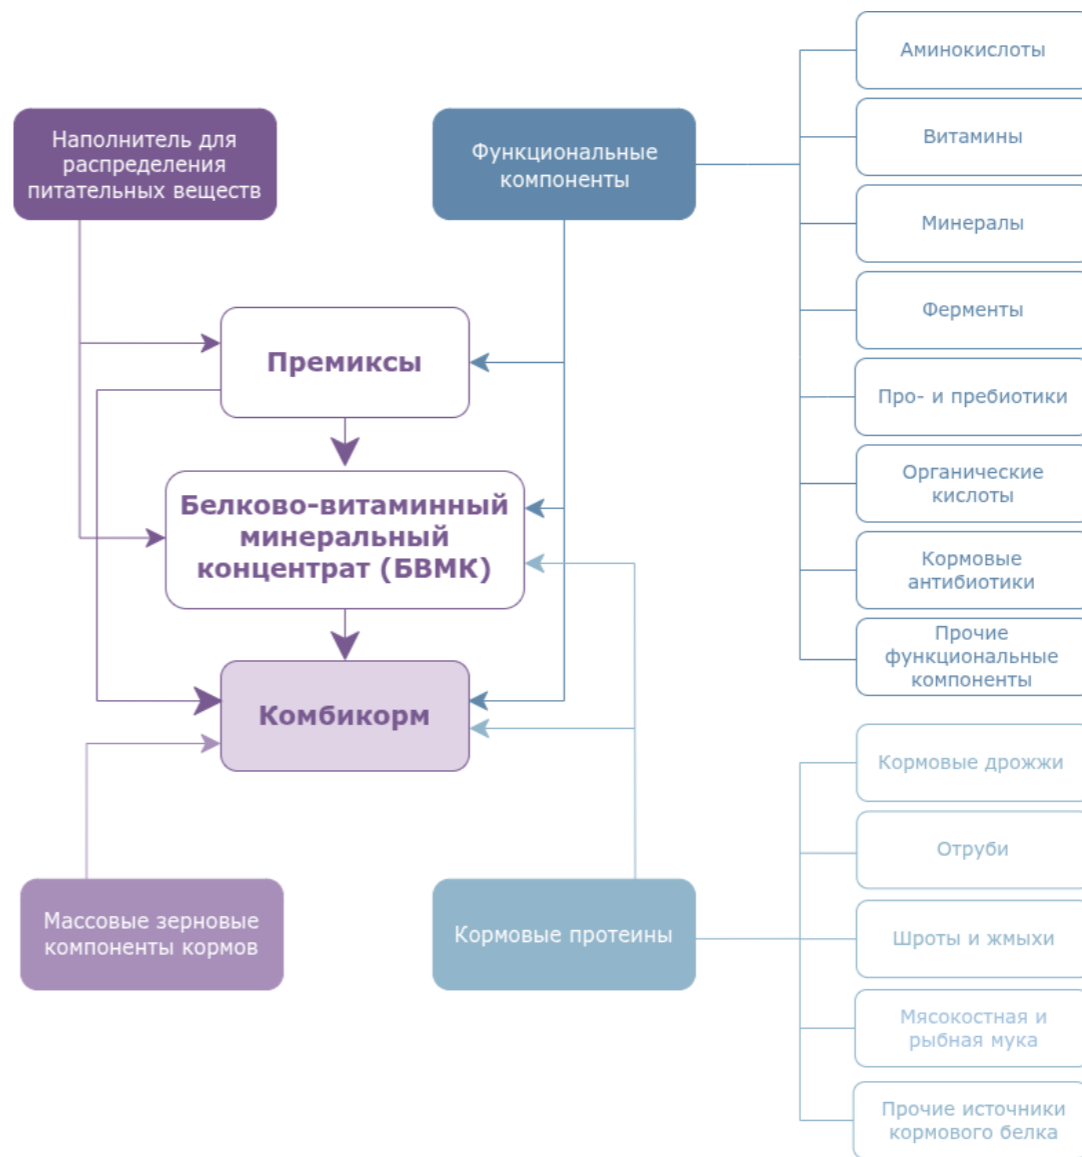 Наполнитель для
распределения
питательных веществ
Функциональные
компоненты
Аминокислоты
Витамины
Минералы
Ферменты
Про- и пребиотики
Органические
кислоты
Кормовые
антибиотики
Прочие
функциональные
компоненты
Премиксы
Белково-витаминный
минеральный
концентрат (БВМК)
Комбикорм
Массовые зерновые
компоненты кормов
Кормовые протеины
Кормовые дрожжи
Отруби
Шроты и жмыхи
Мясокостная и
рыбная мука
Прочие источники
кормового белка